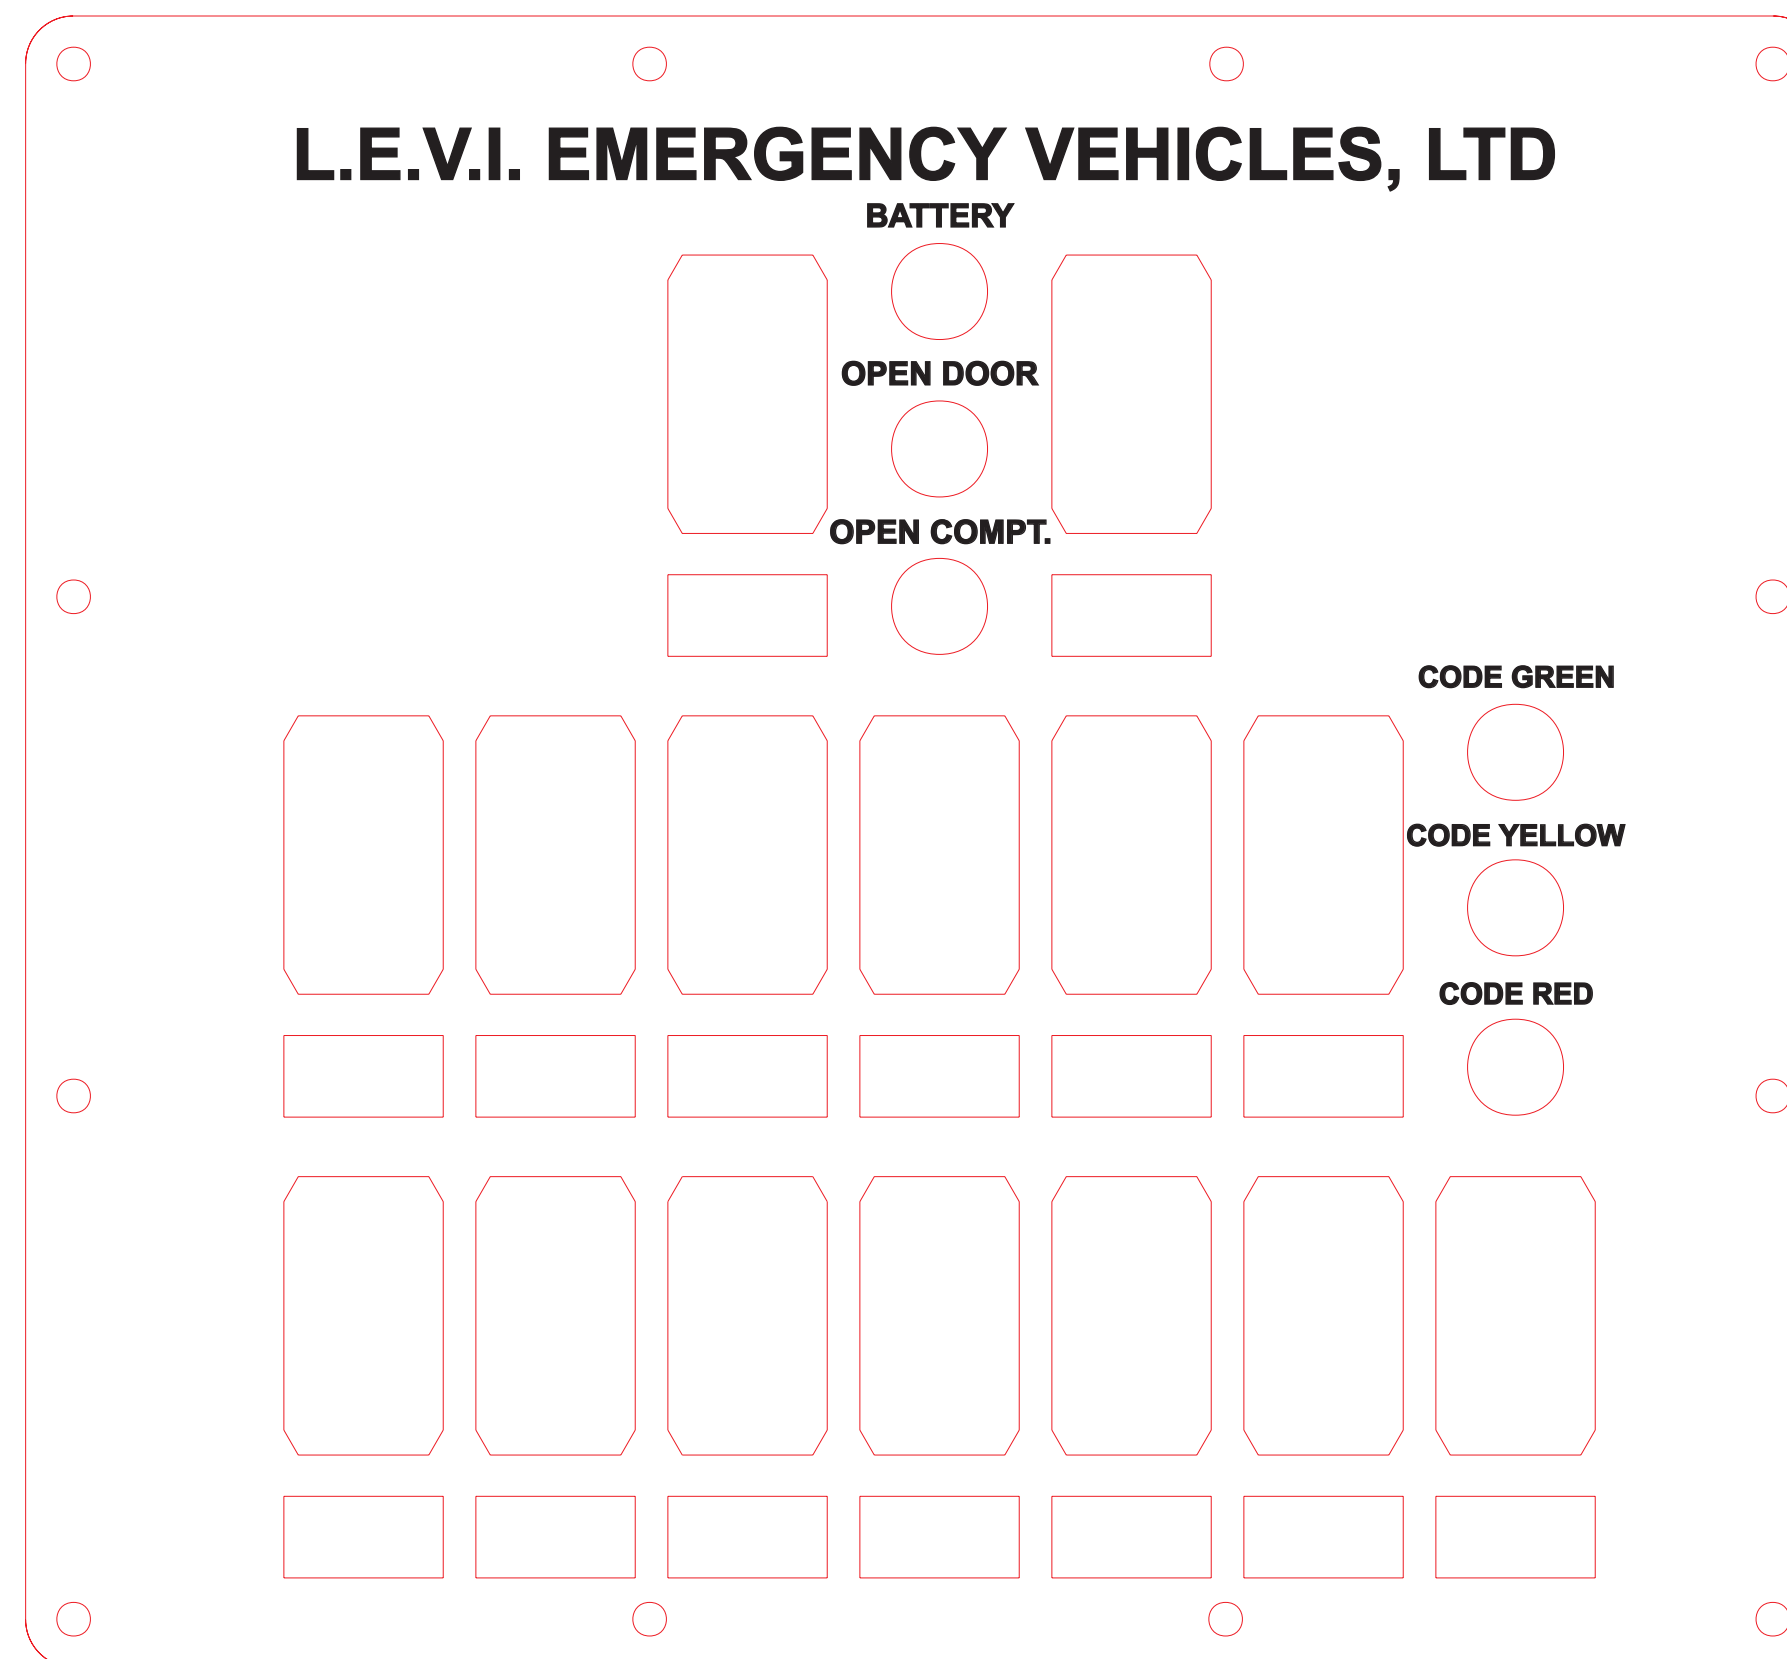 L.E.V.I. EMERGENCY VEHICLES, LTD
BATTERY
OPEN DOOR
OPEN COMPT.
CODE GREEN
CODE YELLOW
CODE RED